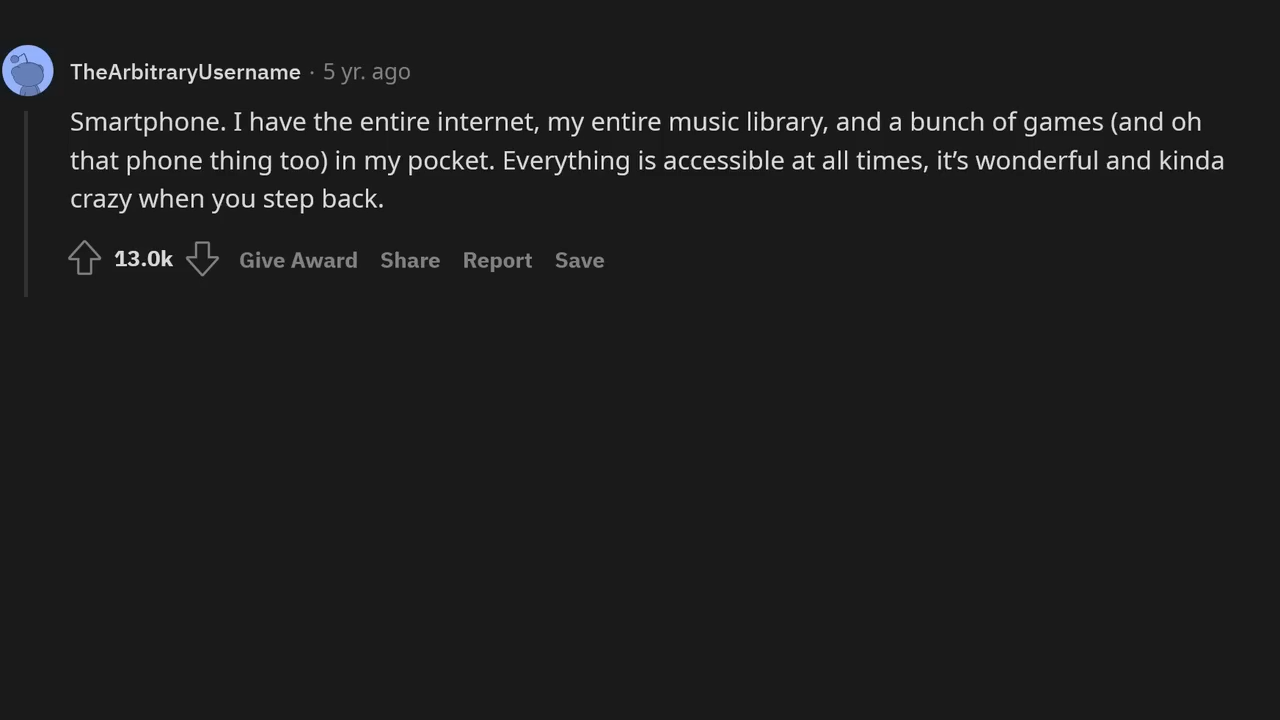 TheArbitraryUsername · 5 yr. ago
Smartphone. I have the entire internet, my entire music library, and a bunch of games (and oh
that phone thing too) in my pocket. Everything is accessible at all times, it’s wonderful and kinda
crazy when you step back.
13.0k Give Award Share Report Save